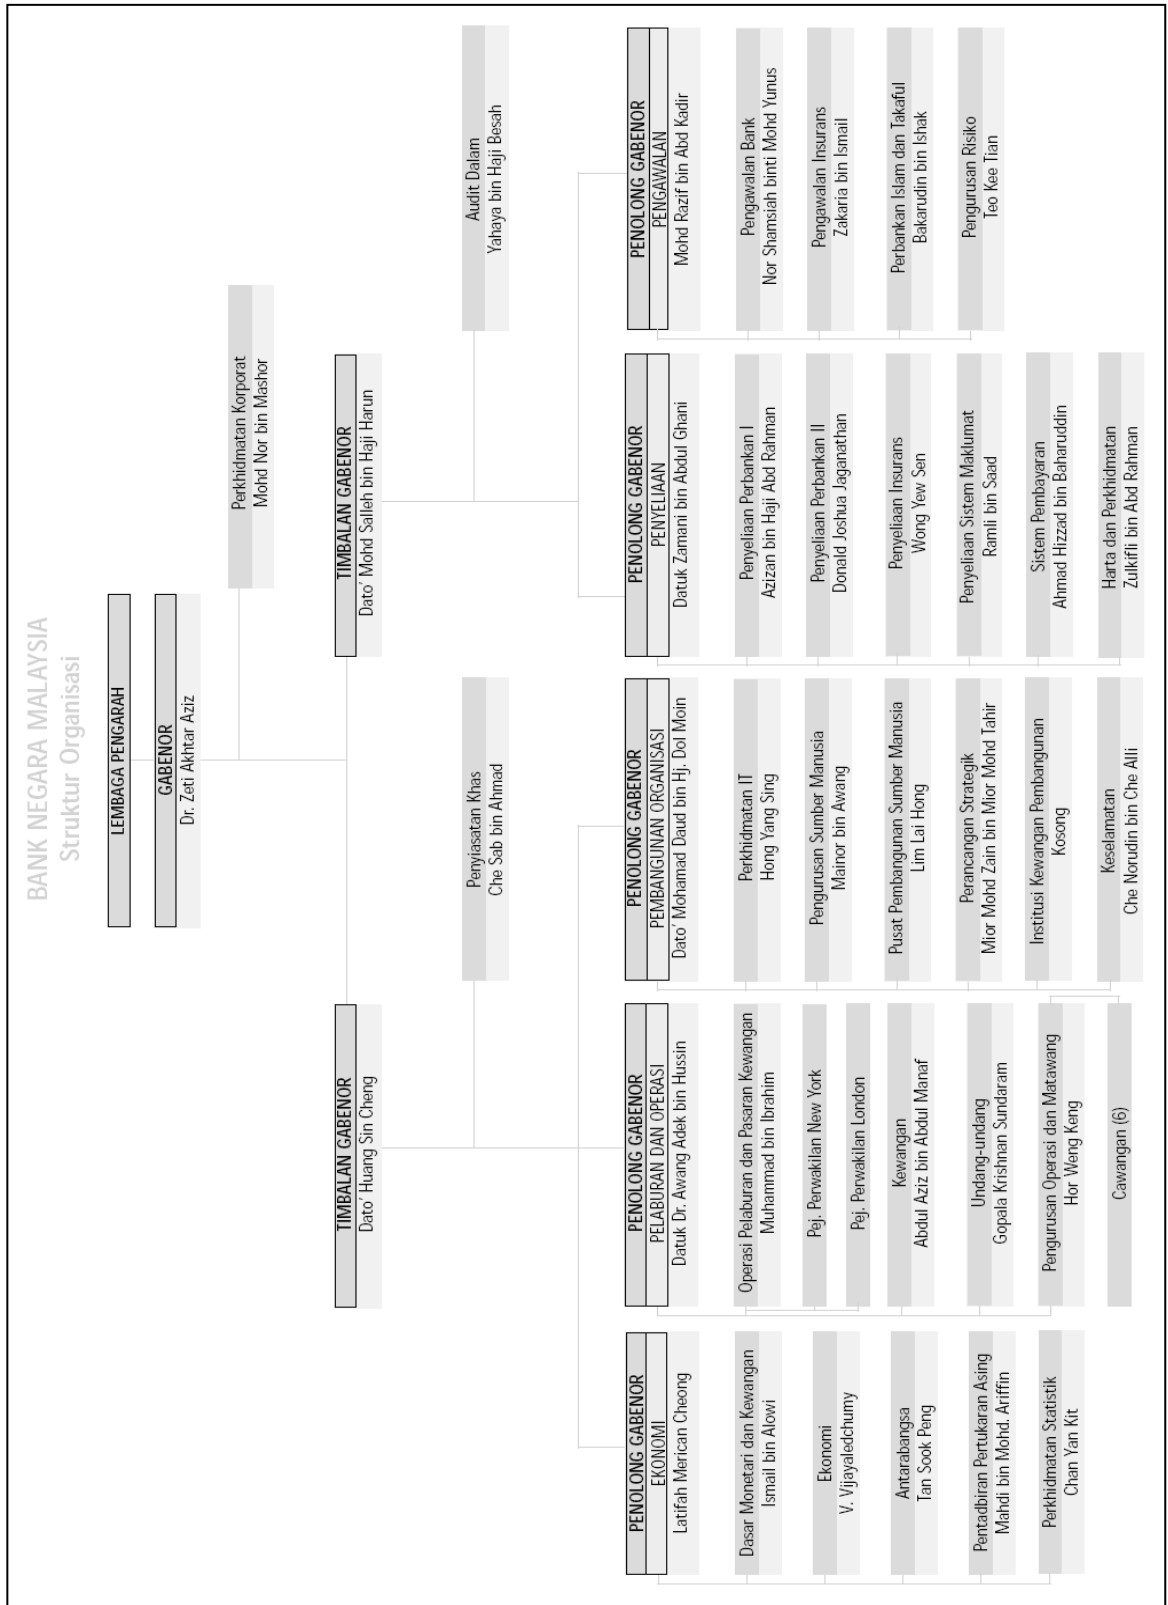 BANK NEGARA MALAYSIA
Struktur Organisasi
LEMBAGA PENGARAH
GABENOR
Dr. Zeti Akhtar Aziz
Perkhidmatan Korporat
Mohd Nor bin Mashor
TIMBALAN GABENOR
Dato' Huang Sin Cheng
TIMBALAN GABENOR
Dato' Mohd Salleh bin Haji Harun
Penyiasatan Khas
Che Sab bin Ahmad
Audit Dalam
Yahaya bin Haji Besah
PENOLONG GABENOR
EKONOMI
Latifah Merican Cheong
Dasar Monetari dan Kewangan
Ismail bin Alowi
Ekonomi
V. Vijayaledchumy
Antarabangsa
Tan Sook Peng
Pentadbiran Pertukaran Asing
Mahdi bin Mohd. Ariffin
Perkhidmatan Statistik
Chan Yan Kit
PENOLONG GABENOR
PELABURAN DAN OPERASI
Datuk Dr. Awang Adek bin Hussin
Operasi Pelaburan dan Pasaran Kewangan
Muhammad bin Ibrahim
Pej. Perwakilan New York
Pej. Perwakilan London
Kewangan
Abdul Aziz bin Abdul Manaf
Undang-undang
Gopala Krishnan Sundaram
Pengurusan Operasi dan Matawang
Hor Weng Keng
Cawangan (6)
PENOLONG GABENOR
PEMBANGUNAN ORGANISASI
Dato' Mohamad Daud bin Hj. Dol Moin
Perkhidmatan IT
Hong Yang Sing
Pengurusan Sumber Manusia
Mainor bin Awang
Pusat Pembangunan Sumber Manusia
Lim Lai Hong
Perancangan Strategik
Mior Mohd Zain bin Mior Mohd Tahir
Institusi Kewangan Pembangunan
Kosong
Keselamatan
Che Norudin bin Che Alli
PENOLONG GABENOR
PENYELIAAN
Datuk Zamani bin Abdul Ghani
Penyeliaan Perbankan I
Azizan bin Haji Abd Rahman
Penyeliaan Perbankan II
Donald Joshua Jaganathan
Penyeliaan Insurans
Wong Yew Sen
Penyeliaan Sistem Maklumat
Ramli bin Saad
Sistem Pembayaran
Ahmad Hizzad bin Baharuddin
Harta dan Perkhidmatan
Zulkifli bin Abd Rahman
PENOLONG GABENOR
PENGAWALAN
Mohd Razif bin Abd Kadir
Pengawalan Bank
Nor Shamsiah binti Mohd Yunus
Pengawalan Insurans
Zakaria bin Ismail
Perbankan Islam dan Takaful
Bakarudin bin Ishak
Pengurusan Risiko
Teo Kee Tian